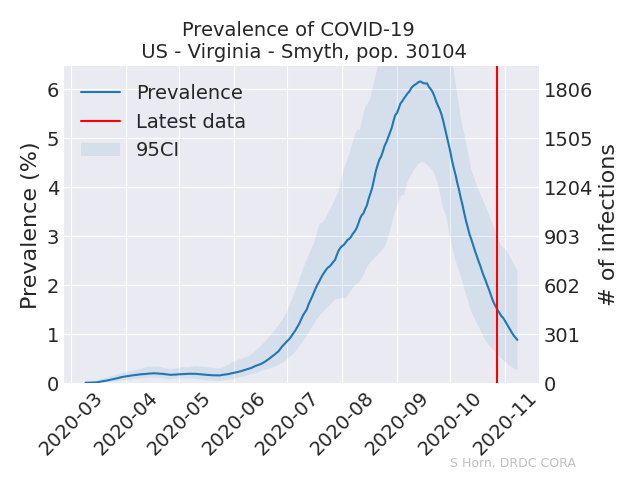 Prevalence of COVID-19
US - Virginia - Smyth, pop. 30104
Prevalence
Latest data
95CI
Prevalence (%)
6
5
4
3
2
1
0
1806
1505
1204
903
602
301
0
# of infections
2020-03
2020-04
2020-05
2020-06
2020-07
2020-08
2020-09
2020-10
2020-11
S Horn, DRDC CORA